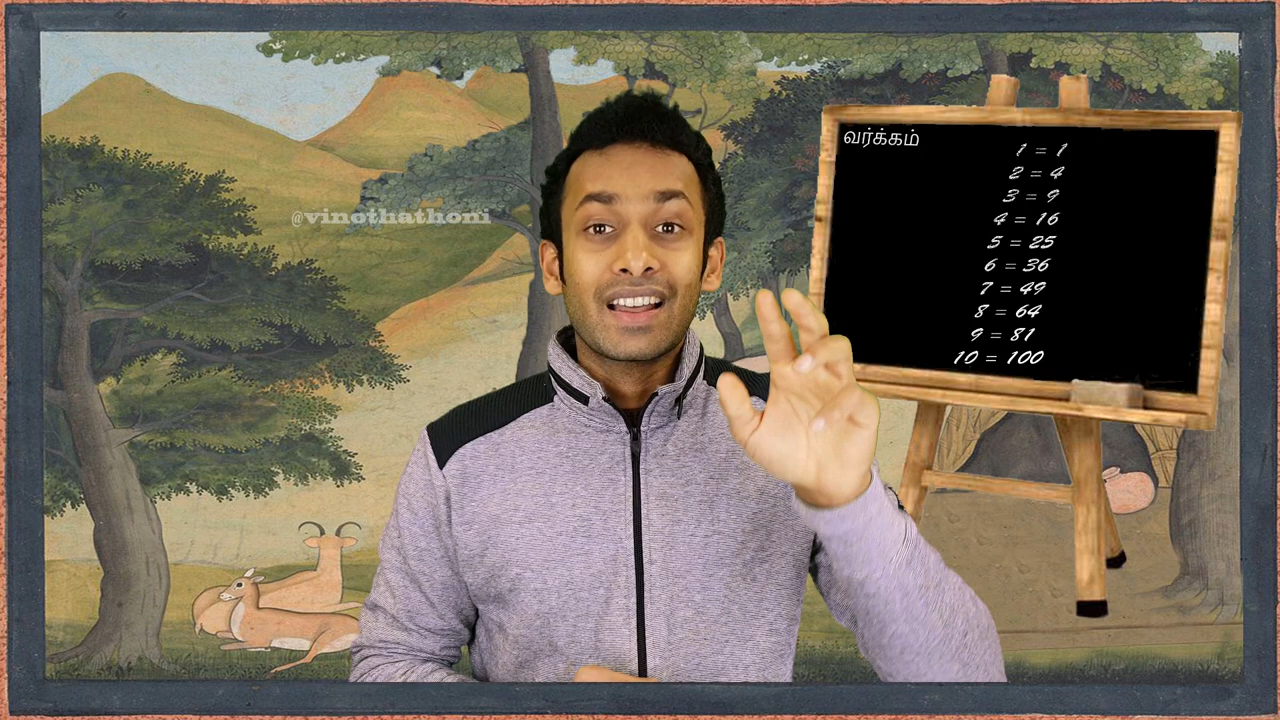 @vinothathoni
வர்க்கம்
1 = 1
2 = 4
3 = 9
4 = 16
5 = 25
6 = 36
7 = 49
8 = 64
9 = 81
10 = 100